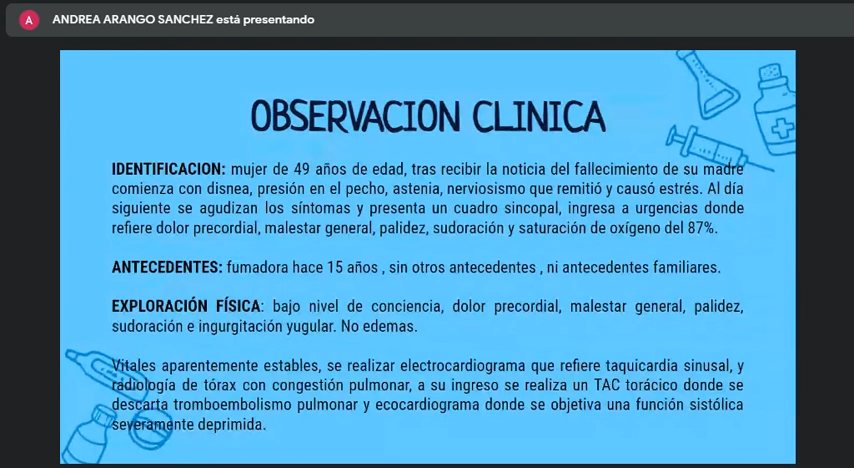 A
ANDREA ARANGO SANCHEZ está presentando
OBSERVACION CLINICA
IDENTIFICACION: mujer de 49 años de edad, tras recibir la noticia del fallecimiento de su madre
comienza con disnea, presión en el pecho, astenia, nerviosismo que remitió y causó estrés. Al día
siguiente se agudizan los síntomas y presenta un cuadro sincopal, ingresa a urgencias donde
refiere dolor precordial, malestar general, palidez, sudoración y saturación de oxígeno del 87%.
ANTECEDENTES: fumadora hace 15 años , sin otros antecedentes , ni antecedentes familiares.
EXPLORACIÓN FÍSICA: bajo nivel de conciencia, dolor precordial, malestar general, palidez,
sudoración e ingurgitación yugular. No edemas.
Vitales aparentemente estables, se realizar electrocardiograma que refiere taquicardia sinusal, y
radiología de tórax con congestión pulmonar, a su ingreso se realiza un TAC torácico donde se
descarta tromboembolismo pulmonar y ecocardiograma donde se objetiva una función sistólica
severamente deprimida.